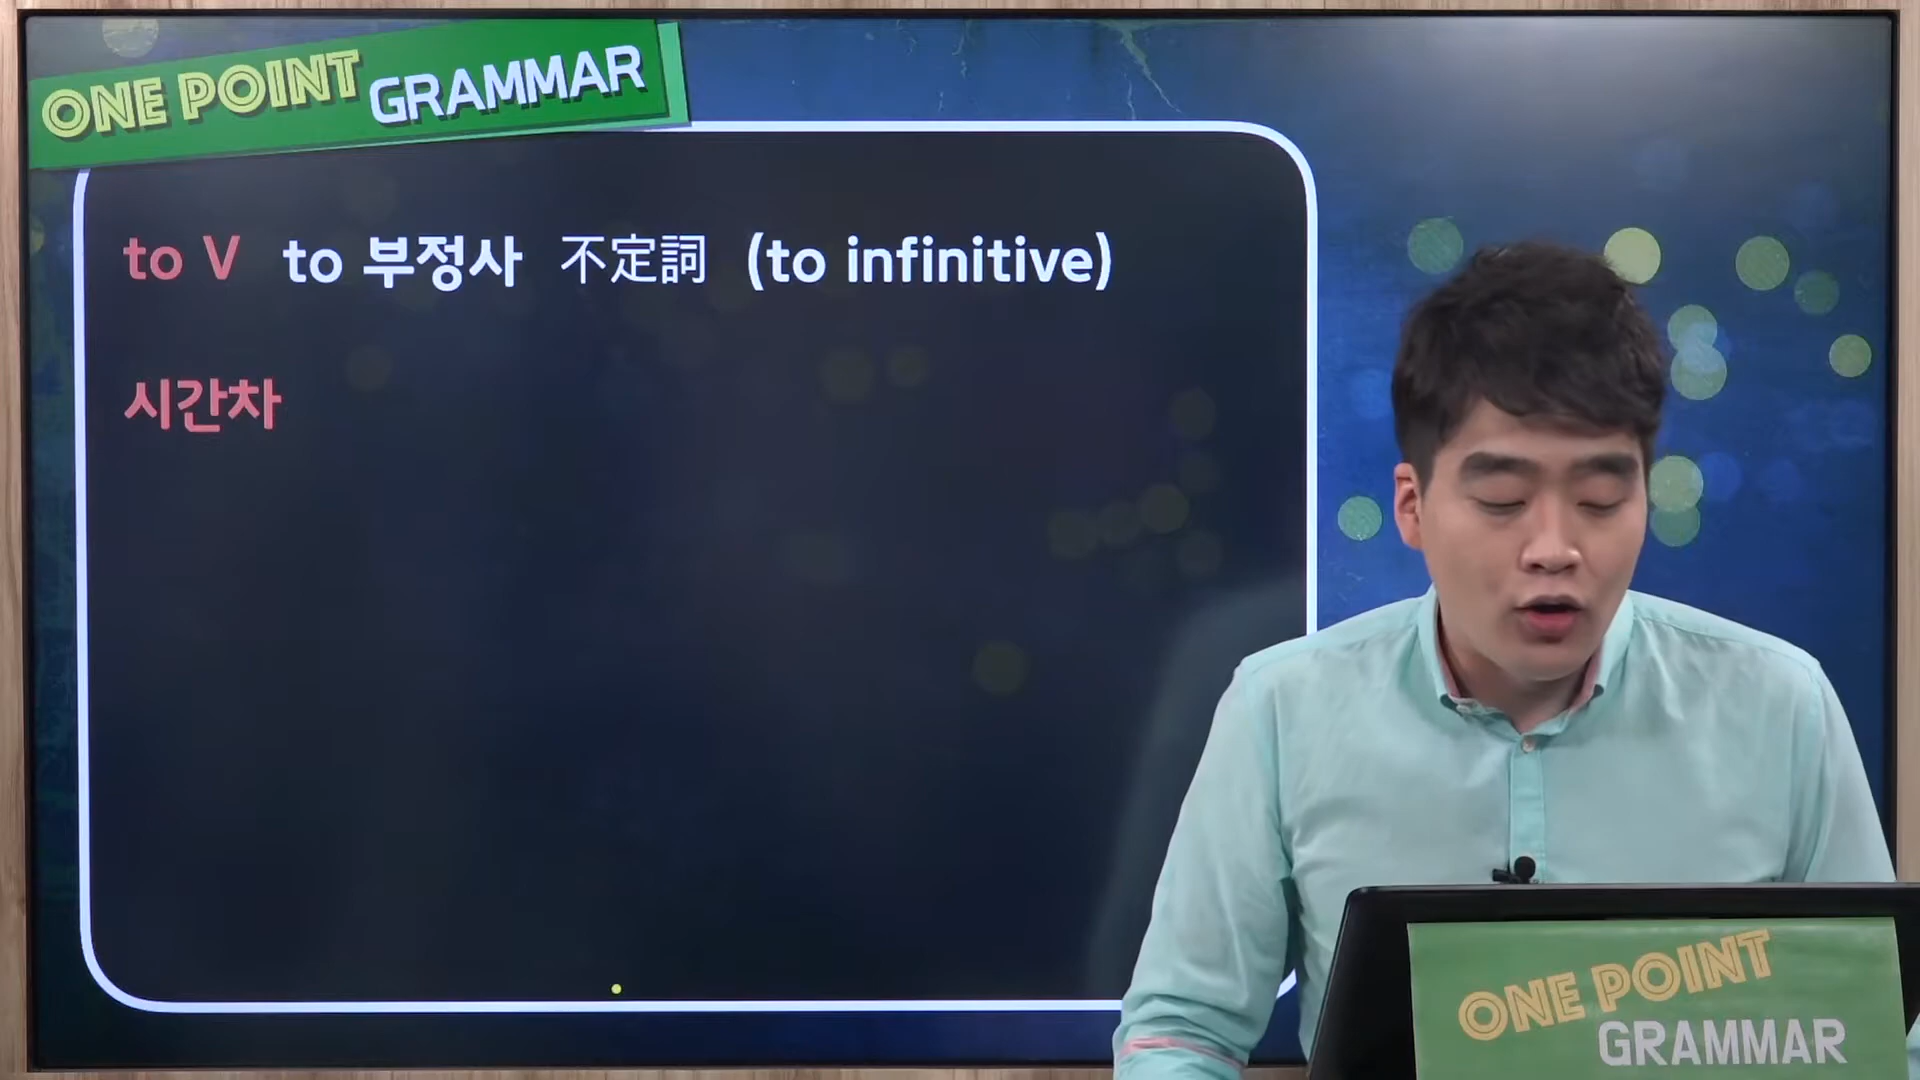 ONE POINT GRAMMAR
to V to 부정사 不定詞 (to infinitive)
시간차
ONE POINT
GRAMMAR